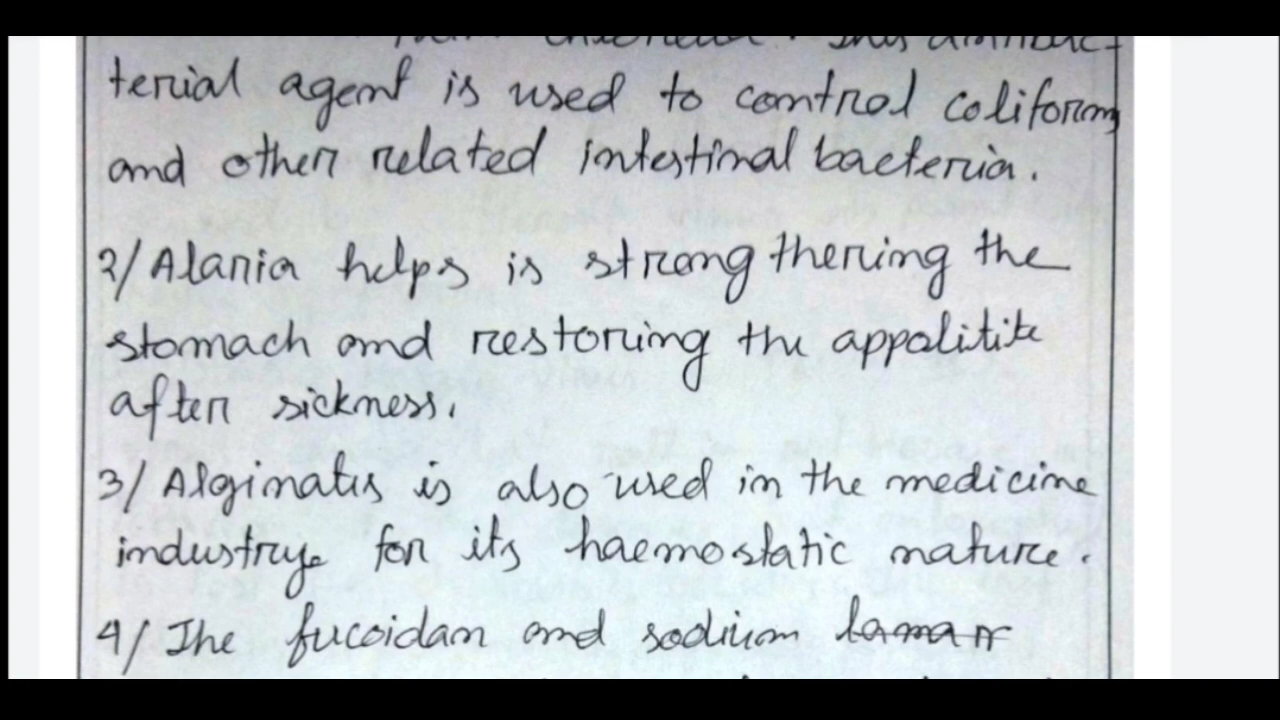 terial agent is used to control coliform
and other related intestinal bacteria.
2/ Alaria helps is strongthering the
stomach and restoring the appalitite
after sickness.
3/ Alginates is also used in the medicine
industry for its haemostatic nature.
4/ The fucoidan and sodium